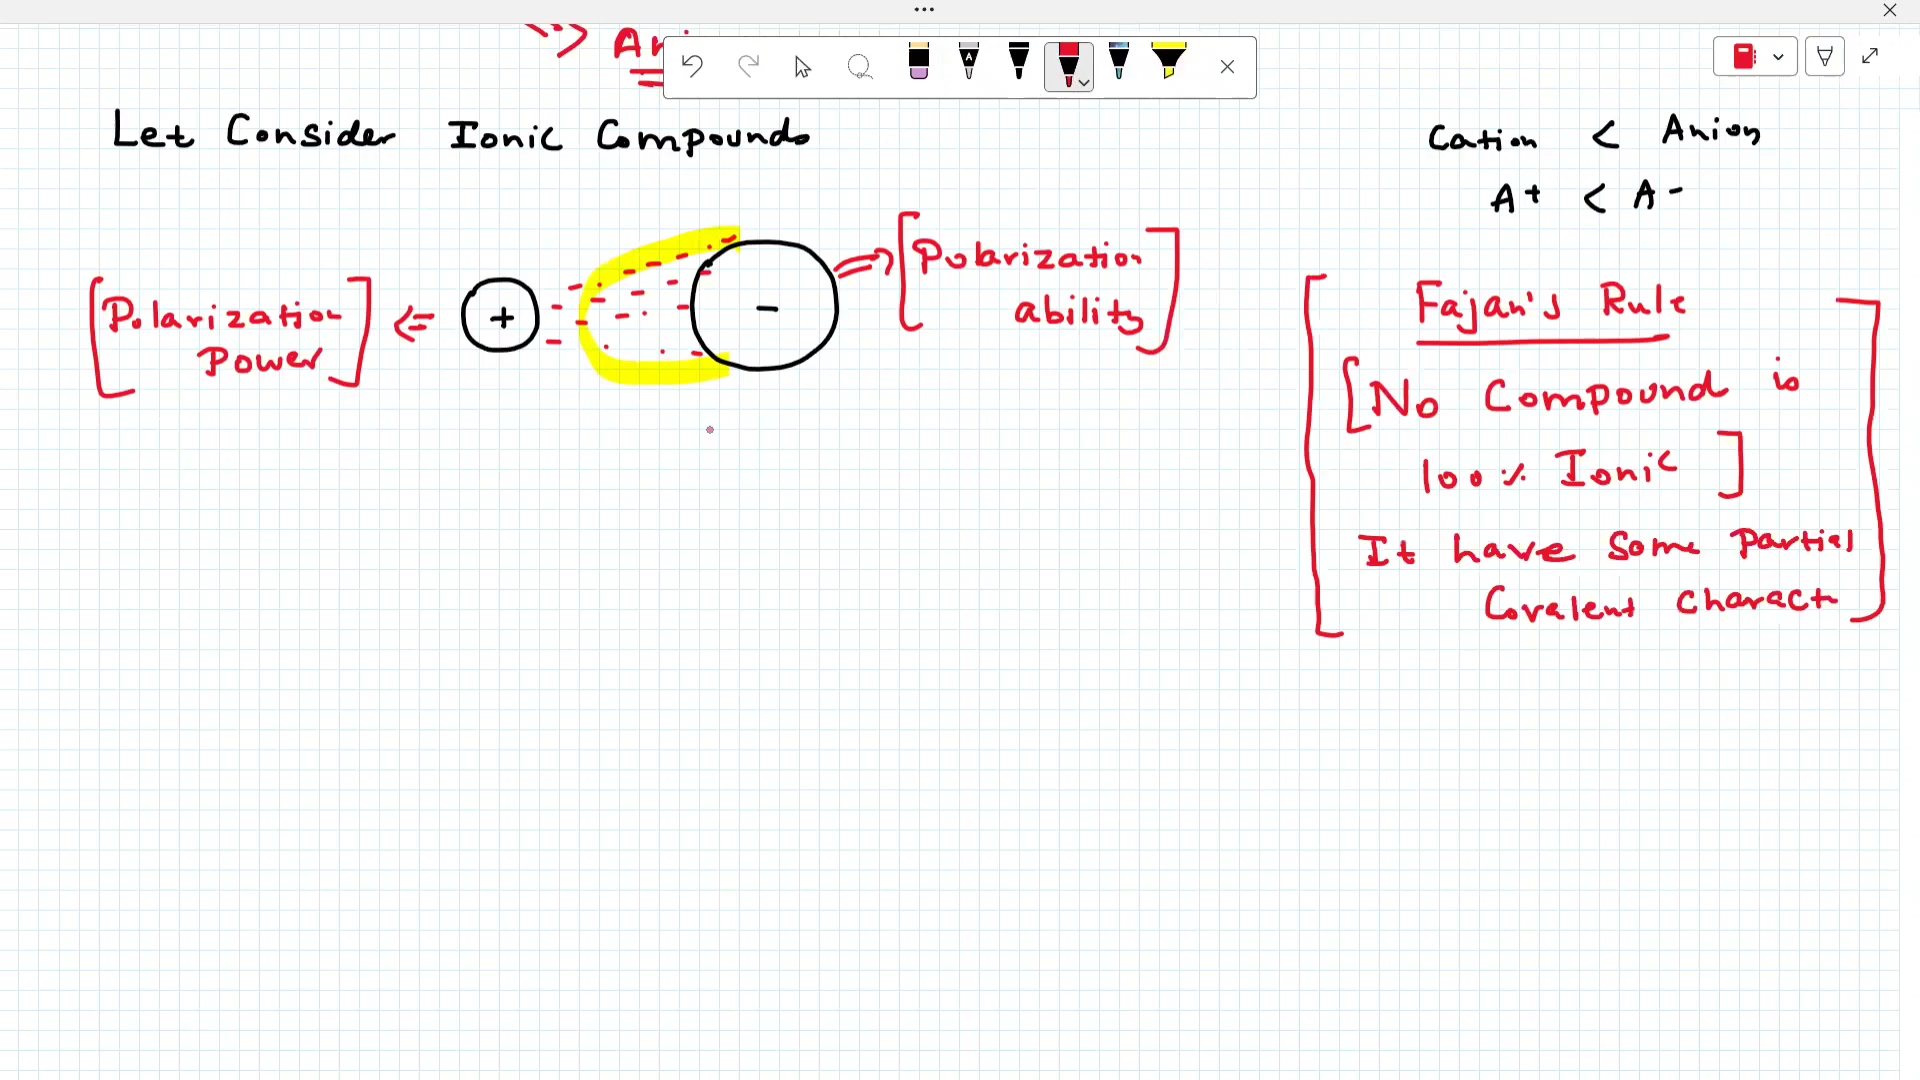 Let Consider Ionic Compounds
Cation < Anion
A+ < A-
[Polarization
Power]
<=
+
-
=>
[Polarization
ability]
Fajan's Rule
[No Compound is
100% Ionic]
It have some partial
Covalent charact